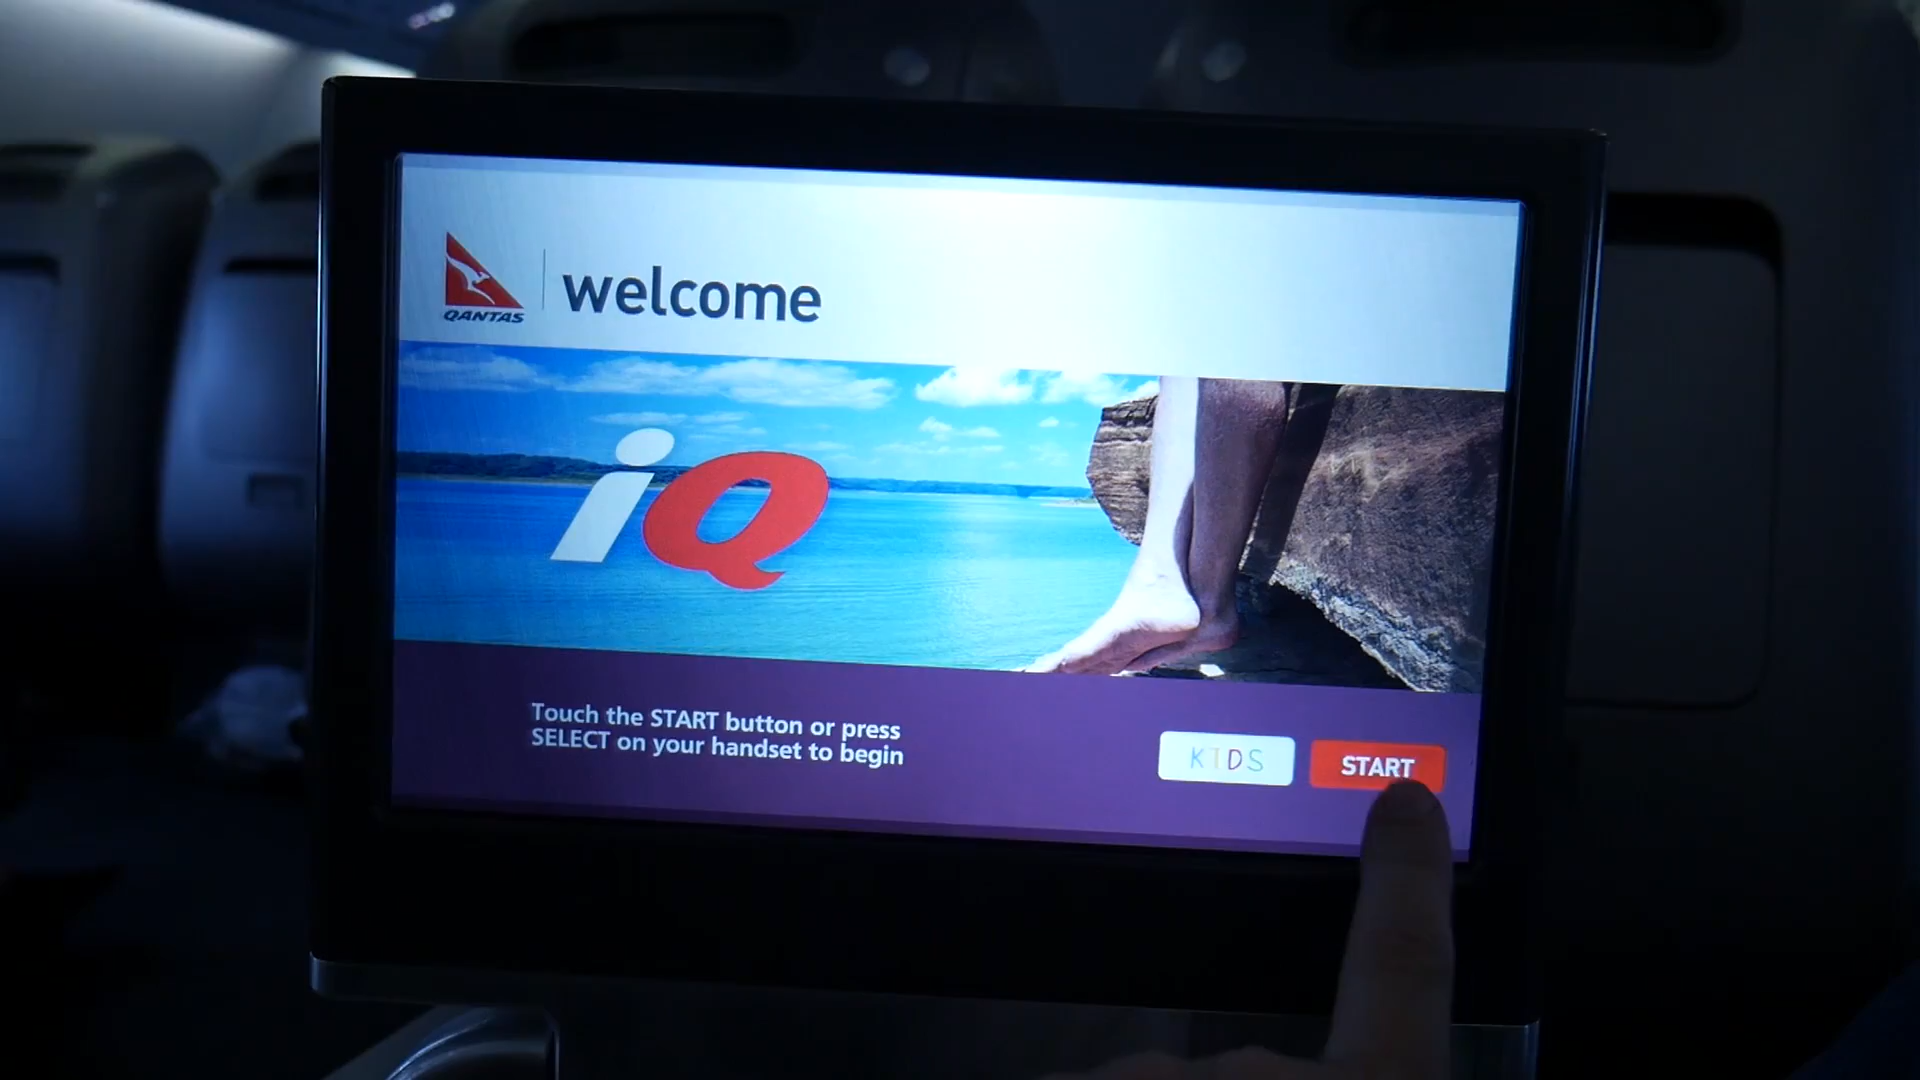 QANTAS
welcome
iQ
Touch the START button or press
SELECT on your handset to begin
KIDS
START